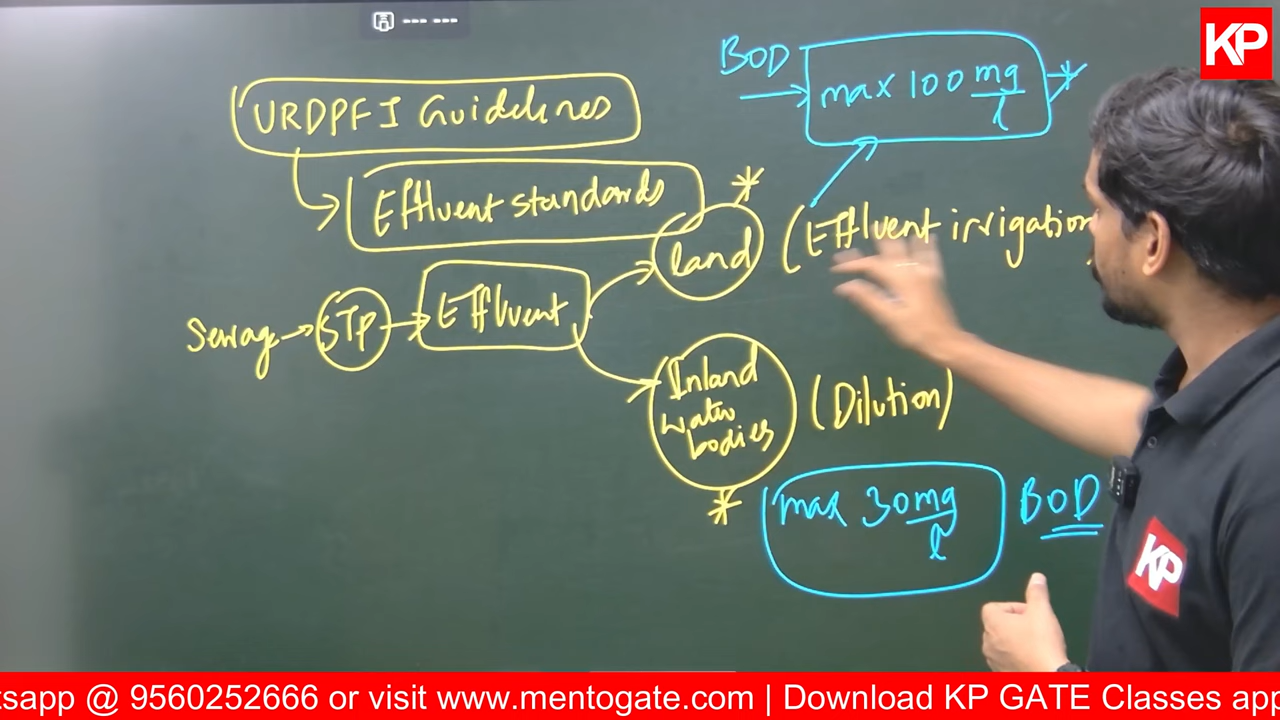 KP
BOD
max 100 mg/l
URDPFI Guidelines
Effluent standards
land
(Effluent irrigation
Sewage → STP → Effluent
Inland
water
bodies
(Dilution)
max 30 mg/l
BOD
KP
tsapp @ 9560252666 or visit www.mentogate.com | Download KP GATE Classes app